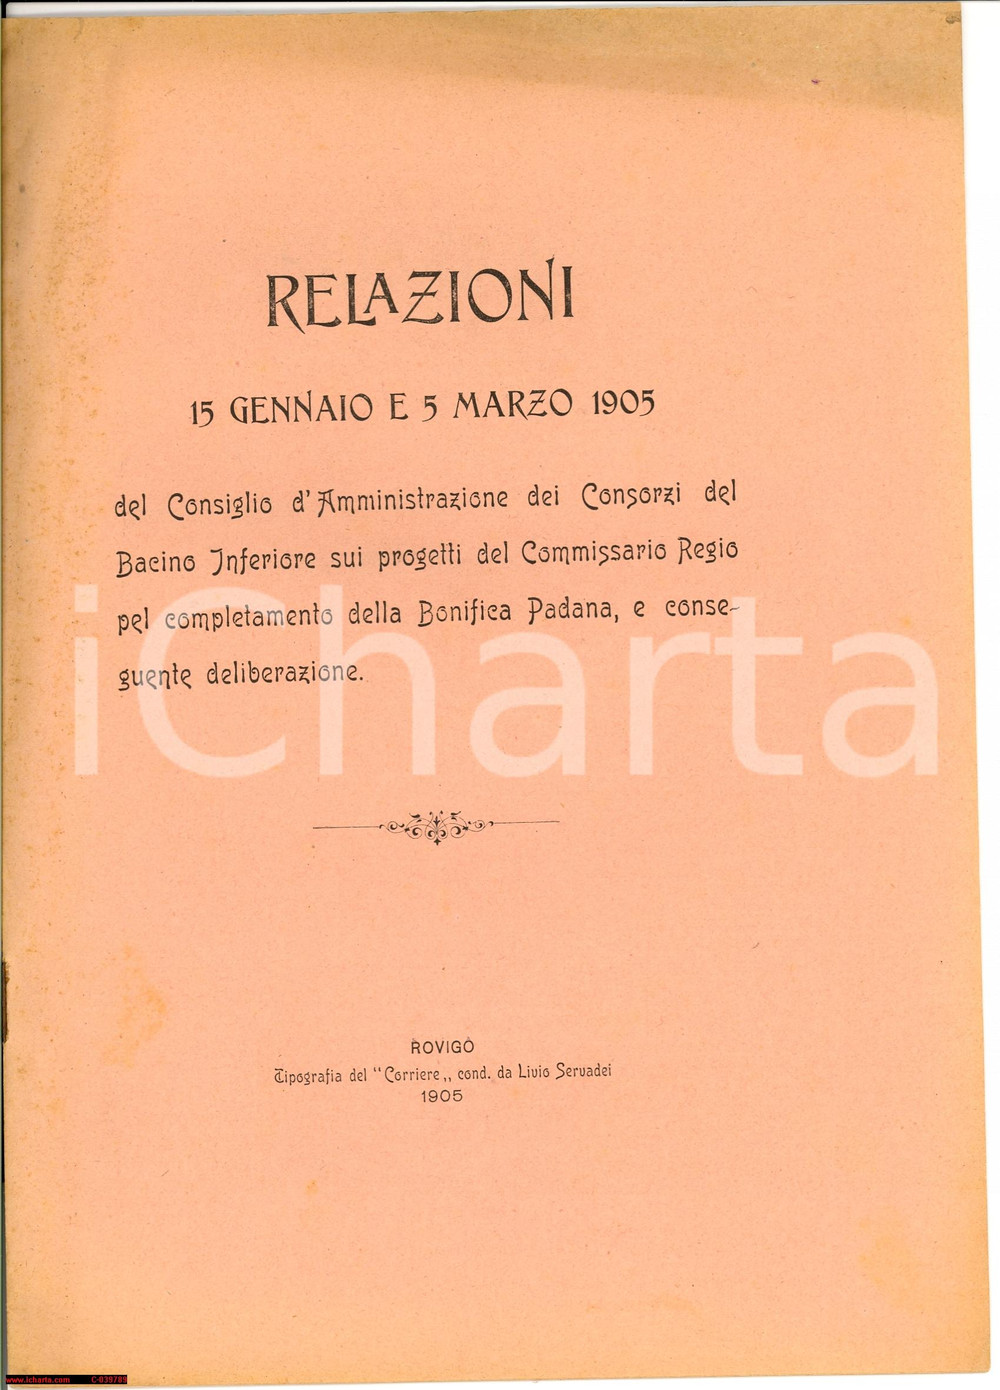 RELAZIONI
15 GENNAIO E 5 MARZO 1905
del Consiglio d'Amministrazione dei Consorzi del
Bacino Inferiore sui progetti del Commissario Regio
pel completamento della Bonifica Padana, e conse-
guente deliberazione.
iCharta
ROVIGO
Tipografia del "Corriere„ cond. da Livio Servadei
1905
www.icharta.com C-039789